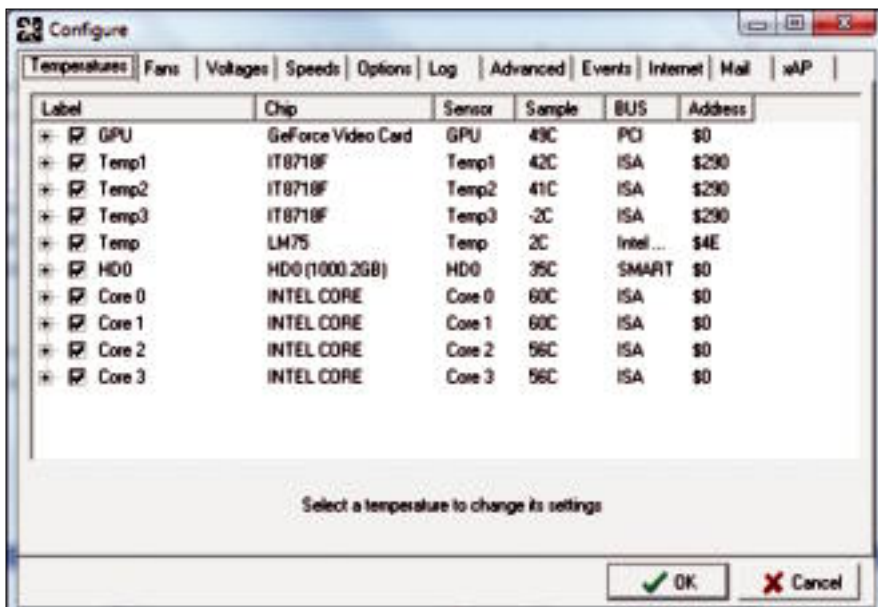 Configure
Temperatures Fans Voltages Speeds Options Log Advanced Events Internet Mail xAP
Label Chip Sensor Sample BUS Address
GPU GeForce Video Card GPU 49C PCI $0
Temp1 IT8718F Temp1 42C ISA $290
Temp2 IT8718F Temp2 41C ISA $290
Temp3 IT8718F Temp3 -2C ISA $290
Temp LM75 Temp 2C Intel ... $4E
HD0 HD0 (1000.2GB) HD0 35C SMART $0
Core 0 INTEL CORE Core 0 60C ISA $0
Core 1 INTEL CORE Core 1 60C ISA $0
Core 2 INTEL CORE Core 2 56C ISA $0
Core 3 INTEL CORE Core 3 56C ISA $0
Select a temperature to change its settings
OK Cancel